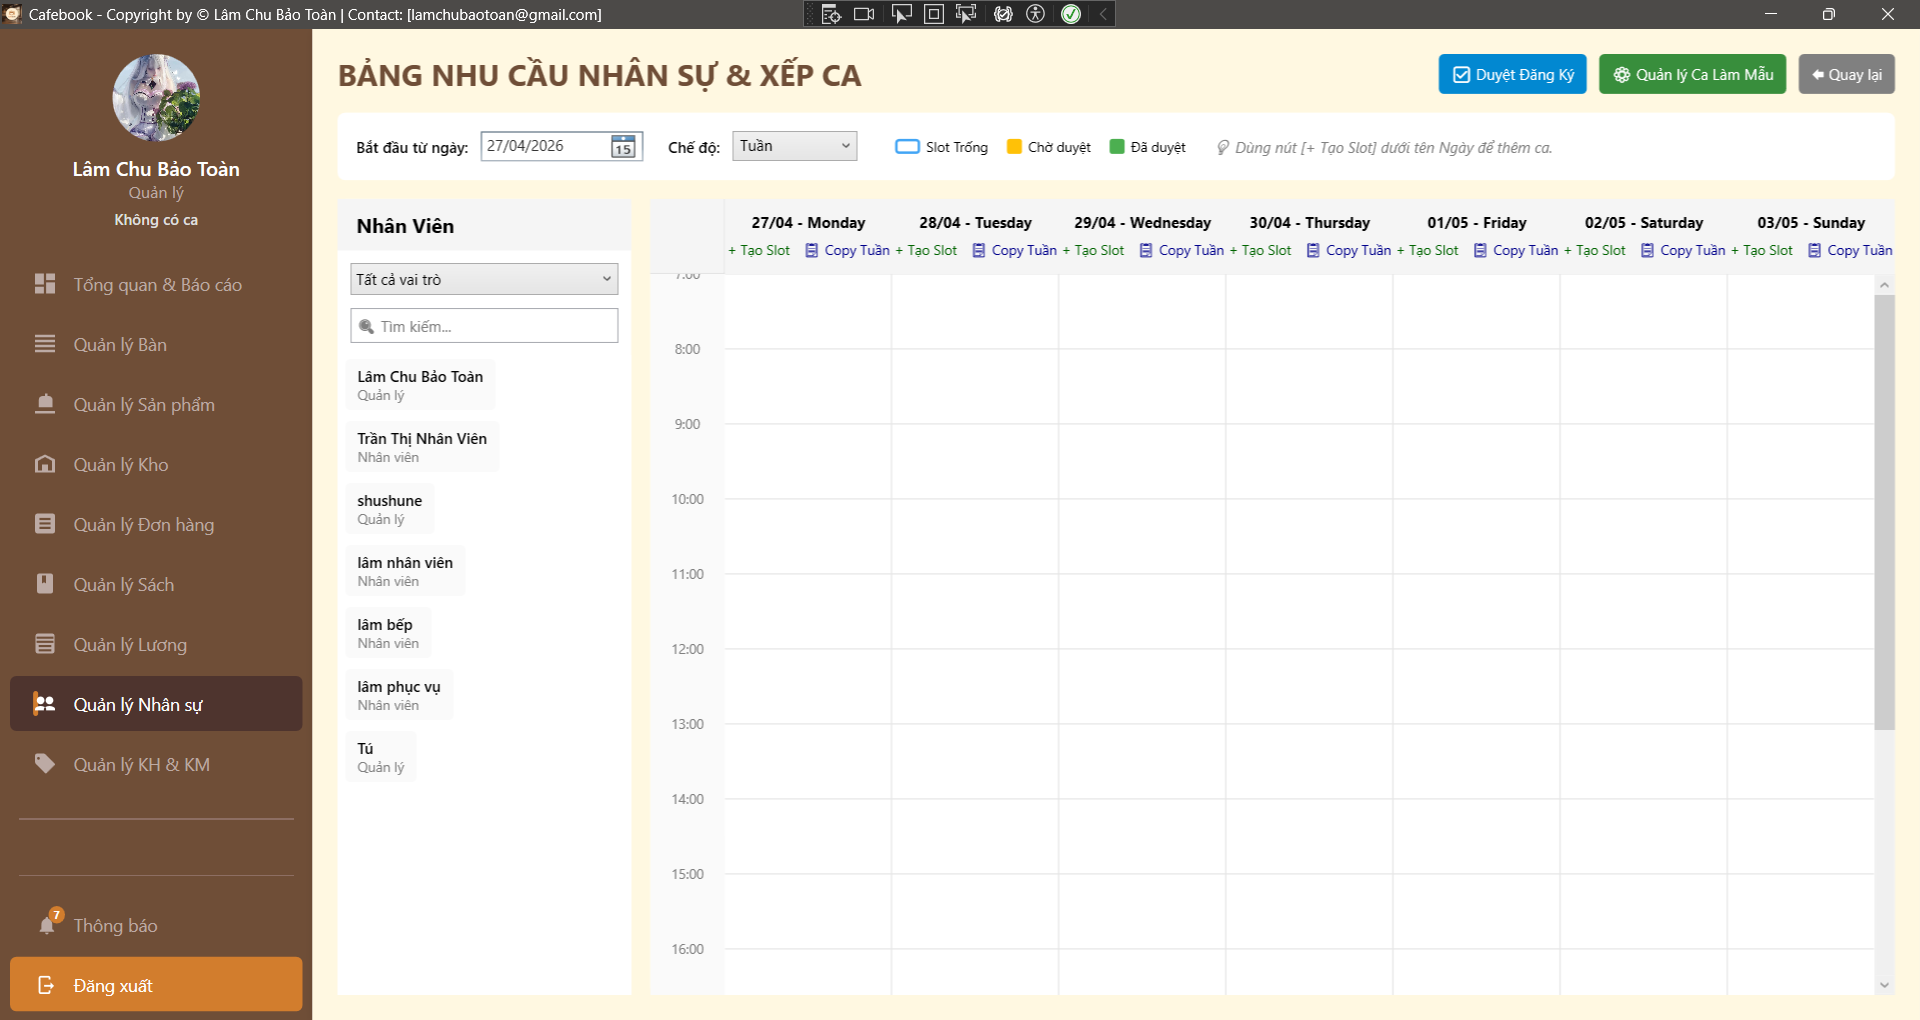 Cafebook - Copyright by © Lâm Chu Bảo Toàn | Contact: [lamchubaotoan@gmail.com]
Lâm Chu Bảo Toàn
Quản lý
Không có ca
Tổng quan & Báo cáo
Quản lý Bàn
Quản lý Sản phẩm
Quản lý Kho
Quản lý Đơn hàng
Quản lý Sách
Quản lý Lương
Quản lý Nhân sự
Quản lý KH & KM
7
Thông báo
Đăng xuất
BẢNG NHU CẦU NHÂN SỰ & XẾP CA
Duyệt Đăng Ký
Quản lý Ca Làm Mẫu
Quay lại
Bắt đầu từ ngày: 27/04/2026 15 Chế độ: Tuần Slot Trống Chờ duyệt Đã duyệt Dùng nút [+ Tạo Slot] dưới tên Ngày để thêm ca.
Nhân Viên
Tất cả vai trò
Tìm kiếm...
Lâm Chu Bảo Toàn
Quản lý
Trần Thị Nhân Viên
Nhân viên
shushune
Quản lý
lâm nhân viên
Nhân viên
lâm bếp
Nhân viên
lâm phục vụ
Nhân viên
Tú
Quản lý
27/04 - Monday 28/04 - Tuesday 29/04 - Wednesday 30/04 - Thursday 01/05 - Friday 02/05 - Saturday 03/05 - Sunday
+ Tạo Slot Copy Tuần + Tạo Slot Copy Tuần + Tạo Slot Copy Tuần + Tạo Slot Copy Tuần + Tạo Slot Copy Tuần + Tạo Slot Copy Tuần + Tạo Slot Copy Tuần
7:00
8:00
9:00
10:00
11:00
12:00
13:00
14:00
15:00
16:00